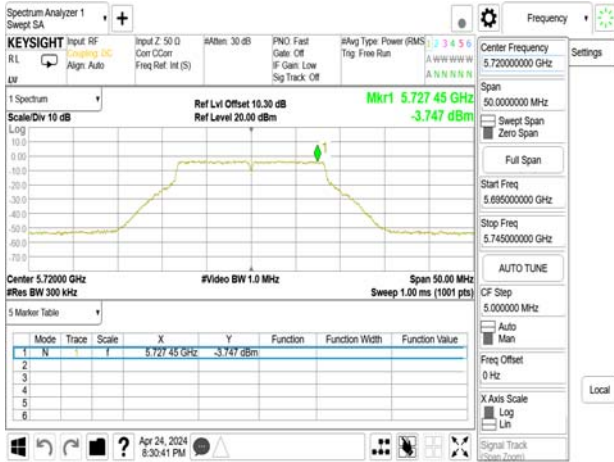 Spectrum Analyzer 1
Swept SA
+
Frequency
KEYSIGHT Input: RF Input Z: 50 Ω #Atten: 30 dB PNO: Fast #Avg Type: Power (RMS 1 2 3 4 5 6
RL Coupling: DC Corr CCorr Gate: Off Trig: Free Run A W W W W W
Align: Auto Freq Ref: Int (S) IF Gain: Low
Sig Track: Off A N N N N N
LXI
1 Spectrum
Ref Lvl Offset 10.30 dB Mkr1 5.727 45 GHz
Scale/Div 10 dB Ref Level 20.00 dBm -3.747 dBm
Log
10.0
0.00
-10.0
-20.0
-30.0
-40.0
-50.0
-60.0
-70.0
1
Center 5.72000 GHz #Video BW 1.0 MHz Span 50.00 MHz
#Res BW 300 kHz Sweep 1.00 ms (1001 pts)
5 Marker Table
Mode Trace Scale X Y Function Function Width Function Value
1 N 1 f 5.727 45 GHz -3.747 dBm
2
3
4
5
6
Apr 24, 2024
8:30:41 PM
?
Center Frequency
5.720000000 GHz
Settings
Span
50.0000000 MHz
Swept Span
Zero Span
Full Span
Start Freq
5.695000000 GHz
Stop Freq
5.745000000 GHz
AUTO TUNE
CF Step
5.000000 MHz
Auto
Man
Freq Offset
0 Hz
Local
X Axis Scale
Log
Lin
Signal Track
(Span Zoom)